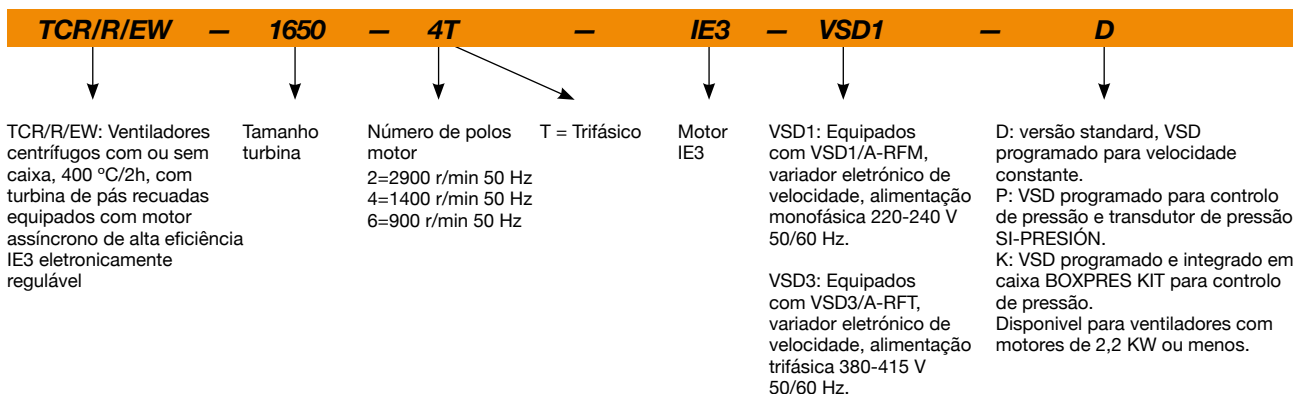 TCR/R/EW — 1650 — 4T — IE3 — VSD1 — D
TCR/R/EW: Ventiladores
centrífugos com ou sem
caixa, 400 ºC/2h, com
turbina de pás recuadas
equipados com motor
assíncrono de alta eficiência
IE3 eletronicamente
regulável
Tamanho
turbina
Número de polos
motor
2=2900 r/min 50 Hz
4=1400 r/min 50 Hz
6=900 r/min 50 Hz
T = Trifásico
Motor
IE3
VSD1: Equipados
com VSD1/A-RFM,
variador eletrónico de
velocidade, alimentação
monofásica 220-240 V
50/60 Hz.
VSD3: Equipados
com VSD3/A-RFT,
variador eletrónico de
velocidade, alimentação
trifásica 380-415 V
50/60 Hz.
D: versão standard, VSD
programado para velocidade
constante.
P: VSD programado para controlo
de pressão e transdutor de pressão
SI-PRESIÓN.
K: VSD programado e integrado em
caixa BOXPRES KIT para controlo
de pressão.
Disponivel para ventiladores com
motores de 2,2 KW ou menos.